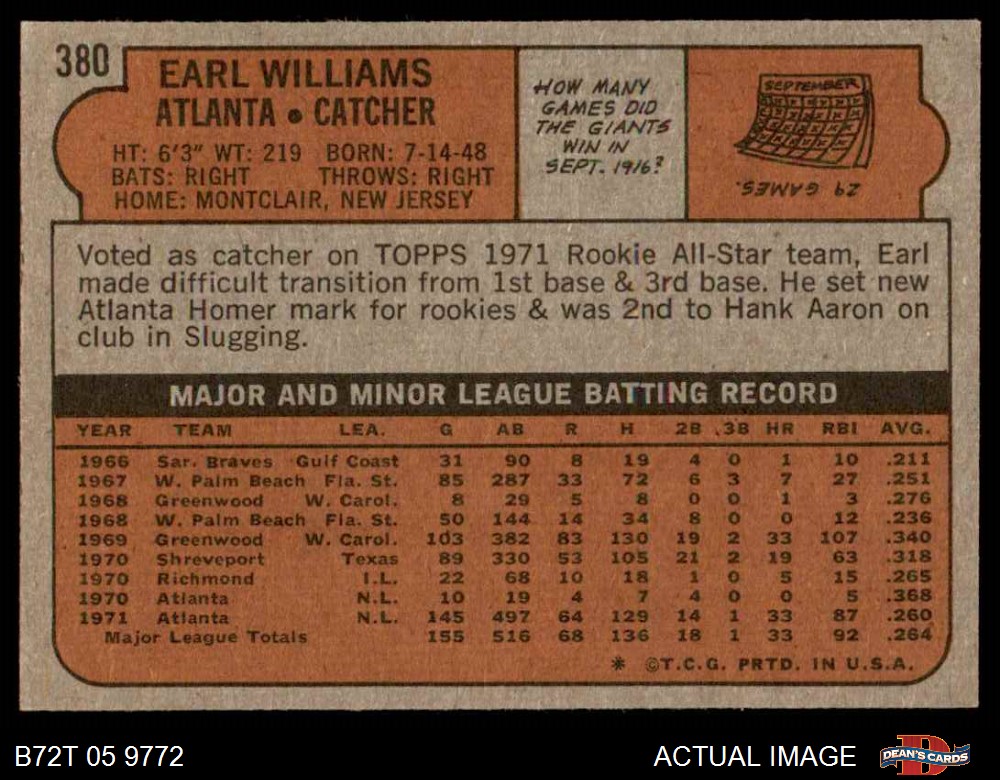 380
EARL WILLIAMS
ATLANTA • CATCHER
HT: 6'3" WT: 219 BORN: 7-14-48
BATS: RIGHT THROWS: RIGHT
HOME: MONTCLAIR, NEW JERSEY
HOW MANY
GAMES DID
THE GIANTS
WIN IN
SEPT. 1916?
SEPTEMBER
29 GAMES.
Voted as catcher on TOPPS 1971 Rookie All-Star team, Earl
made difficult transition from 1st base & 3rd base. He set new
Atlanta Homer mark for rookies & was 2nd to Hank Aaron on
club in Slugging.
MAJOR AND MINOR LEAGUE BATTING RECORD
YEAR TEAM LEA. G AB R H 2B 3B HR RBI AVG.
1966 Sar. Braves Gulf Coast 31 90 8 19 4 0 1 10 .211
1967 W. Palm Beach Fla. St. 85 287 33 72 6 3 7 27 .251
1968 Greenwood W. Carol. 8 29 5 8 0 0 1 3 .276
1968 W. Palm Beach Fla. St. 50 144 14 34 8 0 0 12 .236
1969 Greenwood W. Carol. 103 382 83 130 19 2 33 107 .340
1970 Shreveport Texas 89 330 53 105 21 2 19 63 .318
1970 Richmond I.L. 22 68 10 18 1 0 5 15 .265
1970 Atlanta N.L. 10 19 4 7 4 0 0 5 .368
1971 Atlanta N.L. 145 497 64 129 14 1 33 87 .260
Major League Totals 155 516 68 136 18 1 33 92 .264
* ©T.C.G. PRTD. IN U.S.A.
B72T 05 9772
ACTUAL IMAGE
D
DEAN'S CARDS